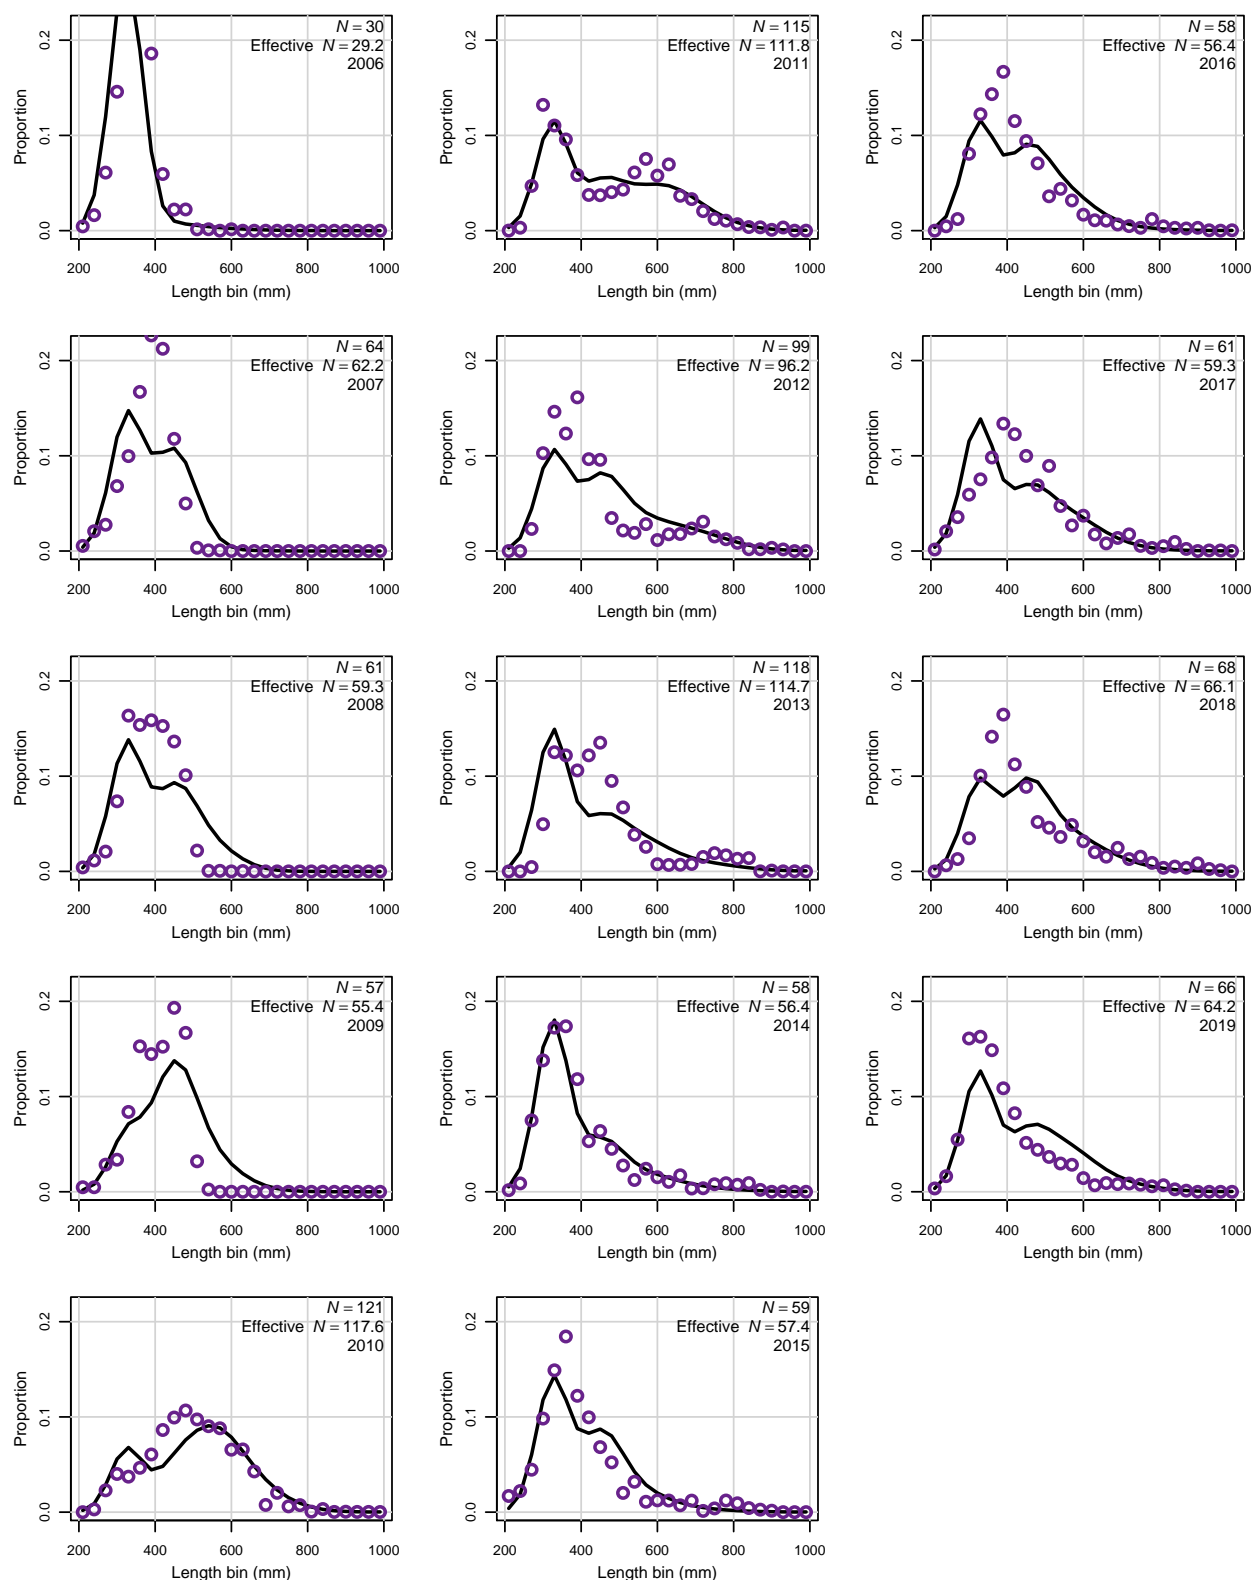 N = 30
Effective N = 29.2
2006
Proportion
0.0 0.1 0.2
200 400 600 800 1000
Length bin (mm)
N = 115
Effective N = 111.8
2011
Proportion
0.0 0.1 0.2
200 400 600 800 1000
Length bin (mm)
N = 58
Effective N = 56.4
2016
Proportion
0.0 0.1 0.2
200 400 600 800 1000
Length bin (mm)
N = 64
Effective N = 62.2
2007
Proportion
0.0 0.1 0.2
200 400 600 800 1000
Length bin (mm)
N = 99
Effective N = 96.2
2012
Proportion
0.0 0.1 0.2
200 400 600 800 1000
Length bin (mm)
N = 61
Effective N = 59.3
2017
Proportion
0.0 0.1 0.2
200 400 600 800 1000
Length bin (mm)
N = 61
Effective N = 59.3
2008
Proportion
0.0 0.1 0.2
200 400 600 800 1000
Length bin (mm)
N = 118
Effective N = 114.7
2013
Proportion
0.0 0.1 0.2
200 400 600 800 1000
Length bin (mm)
N = 68
Effective N = 66.1
2018
Proportion
0.0 0.1 0.2
200 400 600 800 1000
Length bin (mm)
N = 57
Effective N = 55.4
2009
Proportion
0.0 0.1 0.2
200 400 600 800 1000
Length bin (mm)
N = 58
Effective N = 56.4
2014
Proportion
0.0 0.1 0.2
200 400 600 800 1000
Length bin (mm)
N = 66
Effective N = 64.2
2019
Proportion
0.0 0.1 0.2
200 400 600 800 1000
Length bin (mm)
N = 121
Effective N = 117.6
2010
Proportion
0.0 0.1 0.2
200 400 600 800 1000
Length bin (mm)
N = 59
Effective N = 57.4
2015
Proportion
0.0 0.1 0.2
200 400 600 800 1000
Length bin (mm)